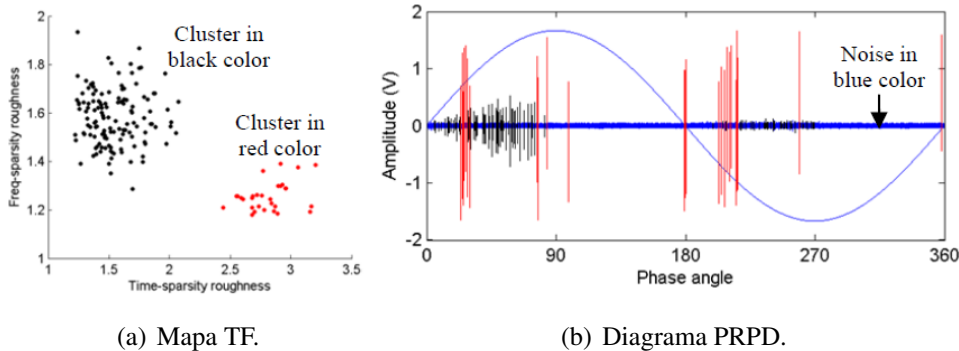 2
1.8
1.6
1.4
1.2
1
1
1.5
2
2.5
3
3.5
Freq-sparsity roughness
Time-sparsity roughness
Cluster in
black color
Cluster in
red color
2
1
0
-1
-2
0
90
180
270
360
Amplitude (V)
Phase angle
Noise in
blue color
(a) Mapa TF.
(b) Diagrama PRPD.